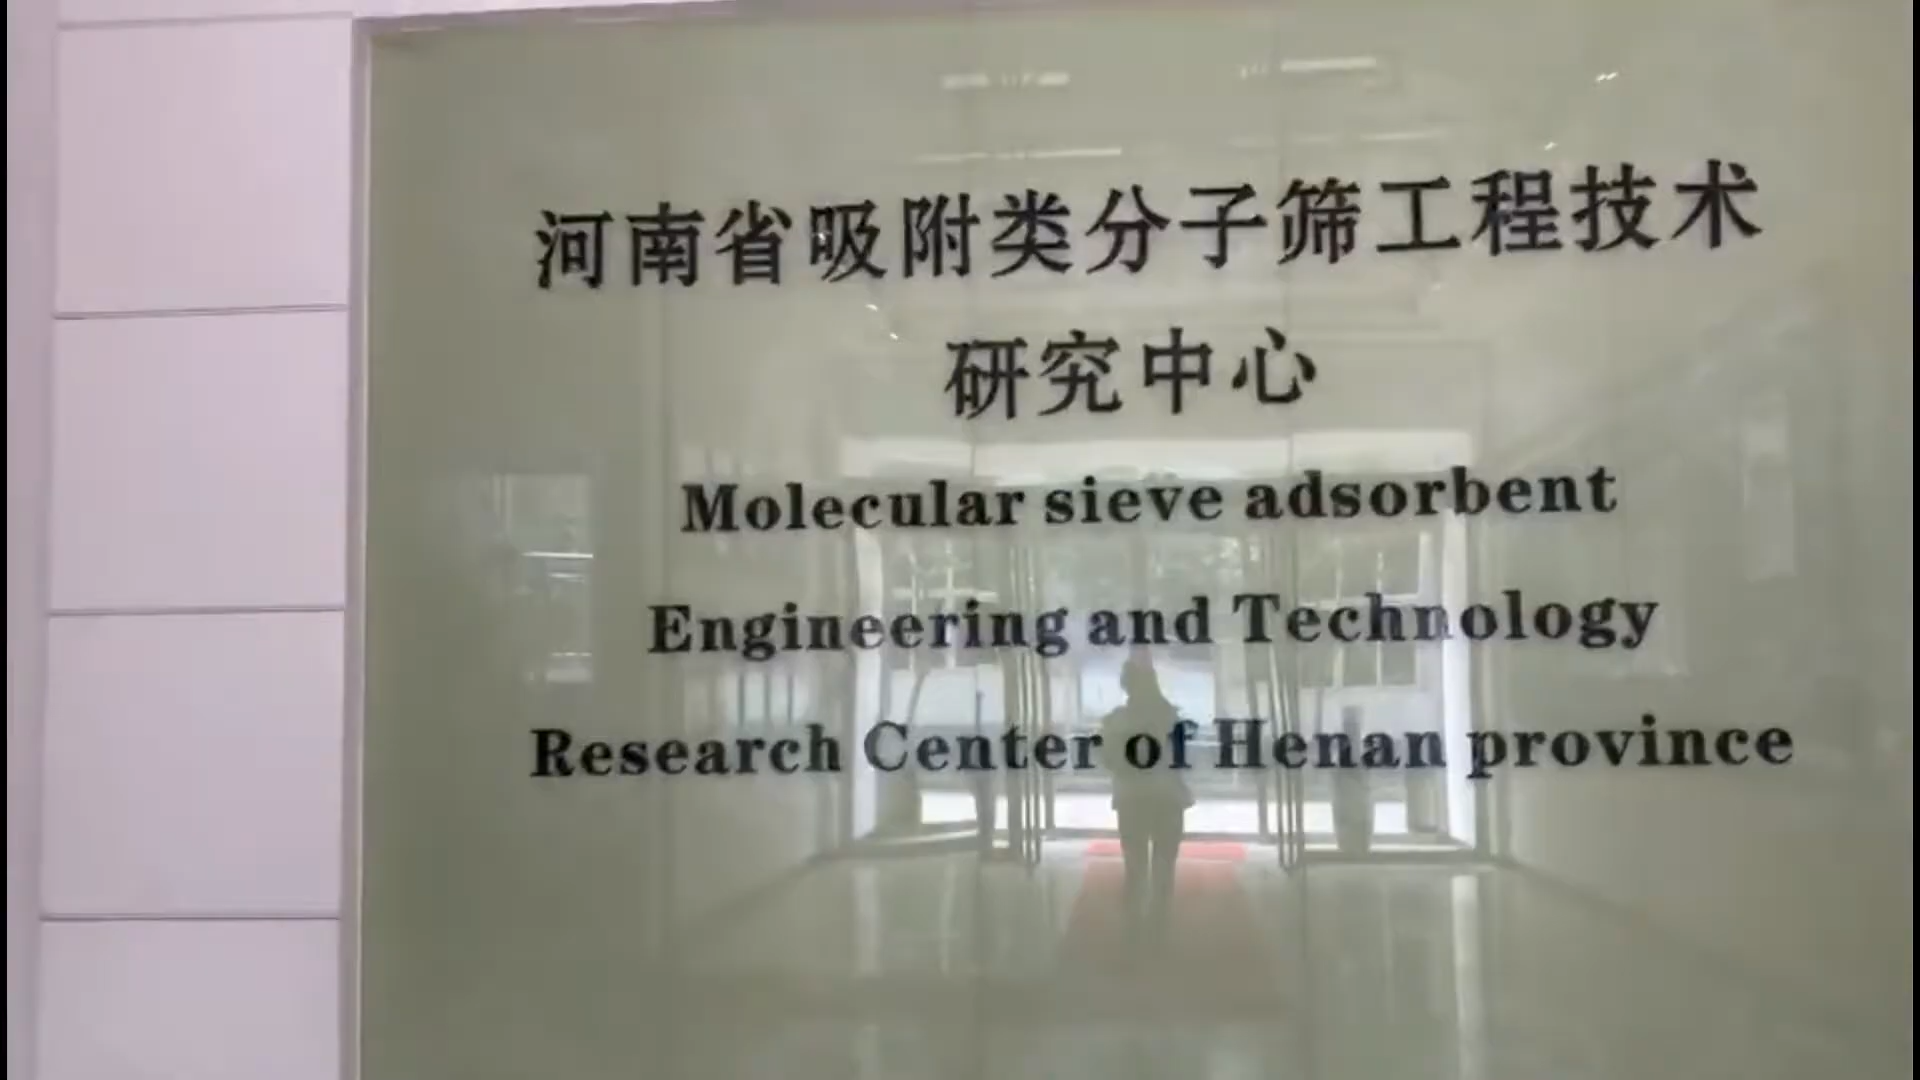 河南省吸附类分子筛工程技术
研究中心
Molecular sieve adsorbent
Engineering and Technology
Research Center of Henan province